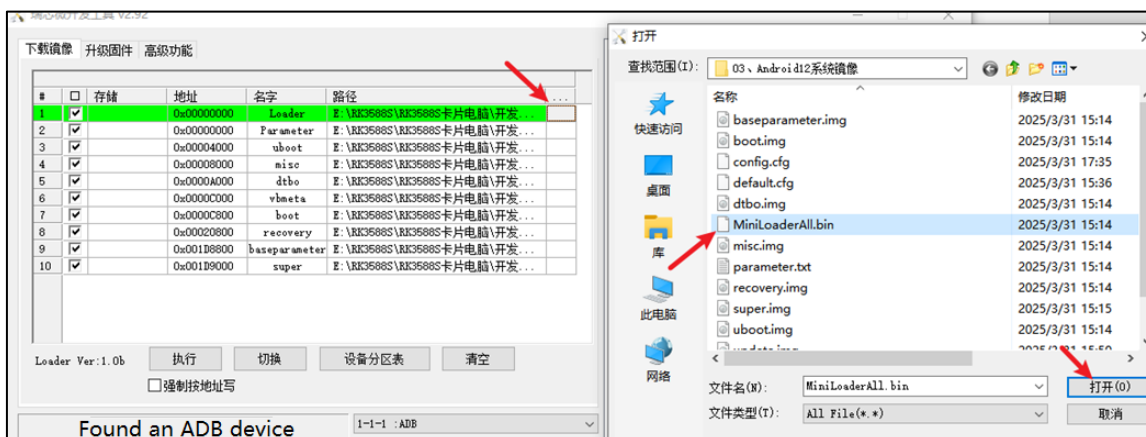 瑞芯微开发工具 v2.92
下载镜像 升级固件 高级功能
# 存储 地址 名字 路径 ...
1 0x00000000 Loader E:\RK3588S\RK3588S卡片电脑\开发...
2 0x00000000 Parameter E:\RK3588S\RK3588S卡片电脑\开发...
3 0x00004000 uboot E:\RK3588S\RK3588S卡片电脑\开发...
4 0x00008000 misc E:\RK3588S\RK3588S卡片电脑\开发...
5 0x0000A000 dtbo E:\RK3588S\RK3588S卡片电脑\开发...
6 0x0000C000 vbmeta E:\RK3588S\RK3588S卡片电脑\开发...
7 0x0000C800 boot E:\RK3588S\RK3588S卡片电脑\开发...
8 0x00020800 recovery E:\RK3588S\RK3588S卡片电脑\开发...
9 0x001D8800 baseparameter E:\RK3588S\RK3588S卡片电脑\开发...
10 0x001D9000 super E:\RK3588S\RK3588S卡片电脑\开发...
Loader Ver:1.0b 执行 切换 设备分区表 清空
强制按地址写
Found an ADB device 1-1-1 :ADB
打开
查找范围(I): 03、Android12系统镜像
名称 修改日期
baseparameter.img 2025/3/31 15:14
boot.img 2025/3/31 15:14
config.cfg 2025/3/31 17:35
default.cfg 2025/3/31 15:36
dtbo.img 2025/3/31 15:14
MiniLoaderAll.bin 2025/3/31 15:14
misc.img 2025/3/31 15:14
parameter.txt 2025/3/31 15:14
recovery.img 2025/3/31 15:14
super.img 2025/3/31 15:15
uboot.img 2025/3/31 15:14
快速访问
桌面
库
此电脑
网络
文件名(N): MiniLoaderAll.bin 打开(O)
文件类型(T): All File(*.*) 取消